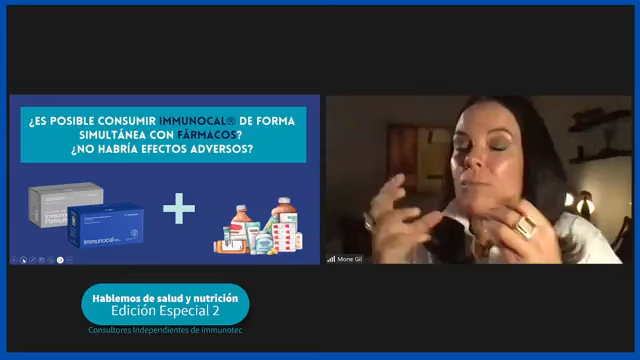 ¿ES POSIBLE CONSUMIR IMMUNOCAL® DE FORMA
SIMULTÁNEA CON FÁRMACOS?
¿NO HABRÍA EFECTOS ADVERSOS?
Immunocal
Mone Gil
Hablemos de salud y nutrición
Edición Especial 2
Consultores Independientes de Immunotec